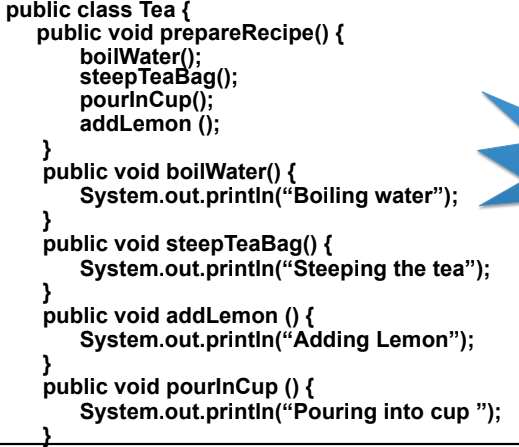 public class Tea {
public void prepareRecipe() {
boilWater();
steepTeaBag();
pourInCup();
addLemon ();
}
public void boilWater() {
System.out.println(“Boiling water”);
}
public void steepTeaBag() {
System.out.println(“Steeping the tea”);
}
public void addLemon () {
System.out.println(“Adding Lemon”);
}
public void pourInCup () {
System.out.println(“Pouring into cup ”);
}